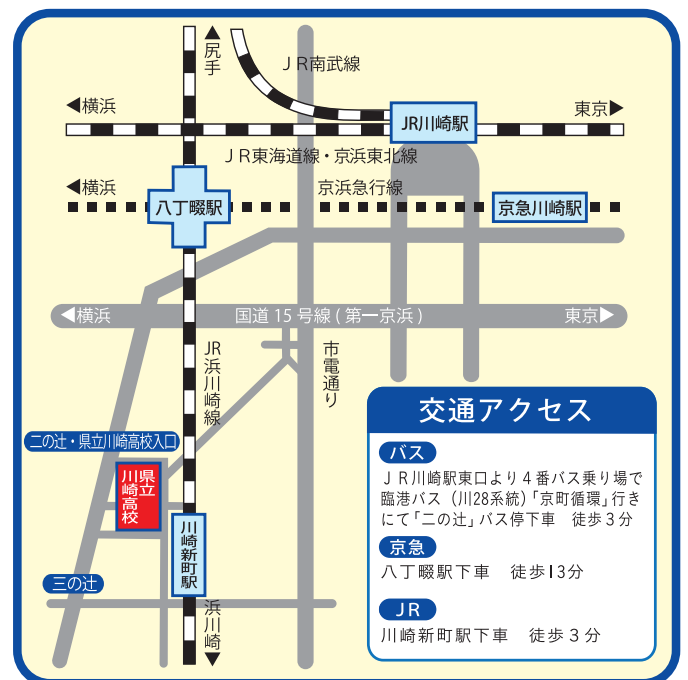 ▲尻手
JR南武線
◀横浜
東京▶
JR川崎駅
JR東海道線・京浜東北線
◀横浜
京浜急行線
八丁畷駅
京急川崎駅
◀横浜
国道15号線(第一京浜)
東京▶
JR浜川崎線
市電通り
二の辻・県立川崎高校入口
県立
川崎高校
川崎新町駅
三の辻
浜川崎▼
交通アクセス
バス
JR川崎駅東口より4番バス乗り場で
臨港バス(川28系統)「京町循環」行き
にて「二の辻」バス停下車 徒歩3分
京急
八丁畷駅下車 徒歩13分
JR
川崎新町駅下車 徒歩3分